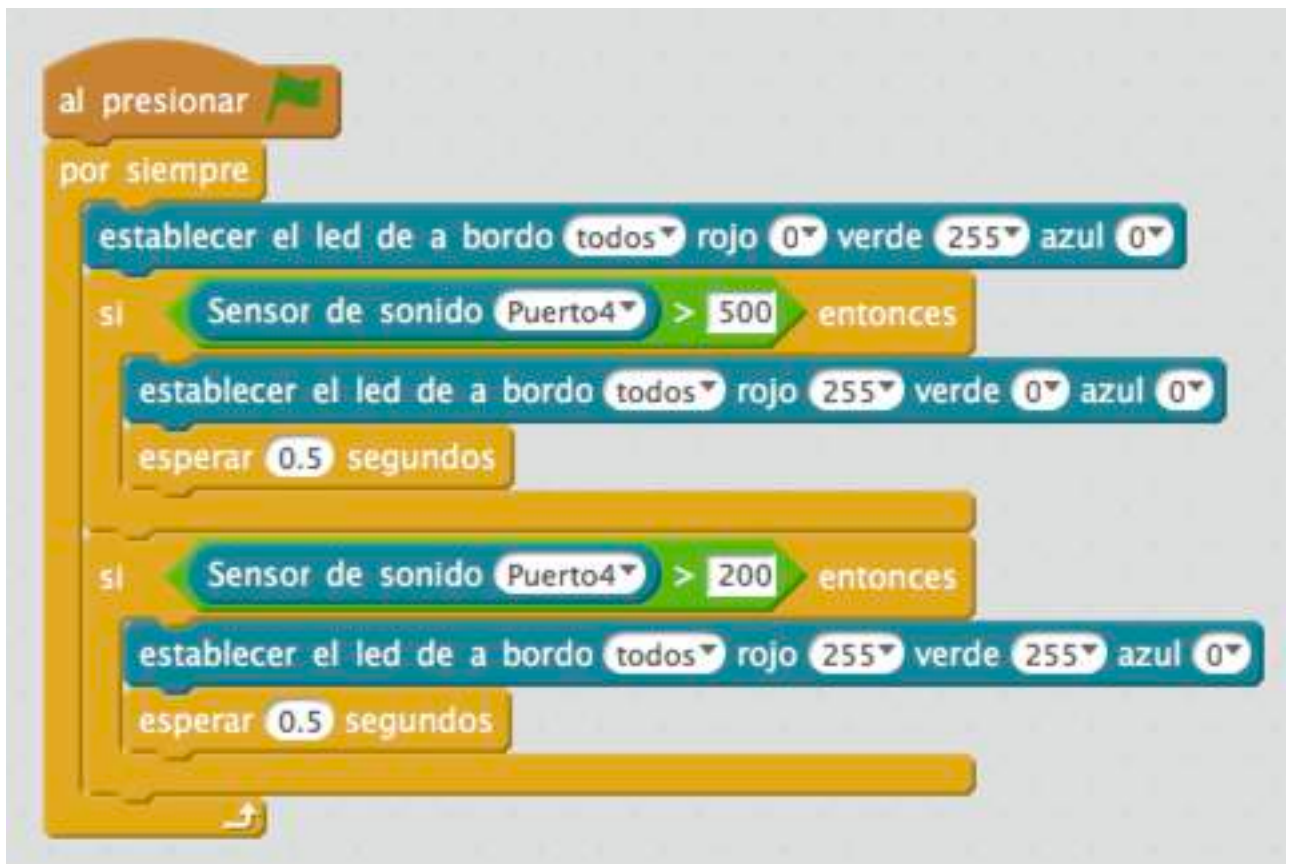 al presionar
por siempre
establecer el led de a bordo todos rojo 0 verde 255 azul 0
si Sensor de sonido Puerto4 > 500 entonces
establecer el led de a bordo todos rojo 255 verde 0 azul 0
esperar 0.5 segundos
si Sensor de sonido Puerto4 > 200 entonces
establecer el led de a bordo todos rojo 255 verde 255 azul 0
esperar 0.5 segundos